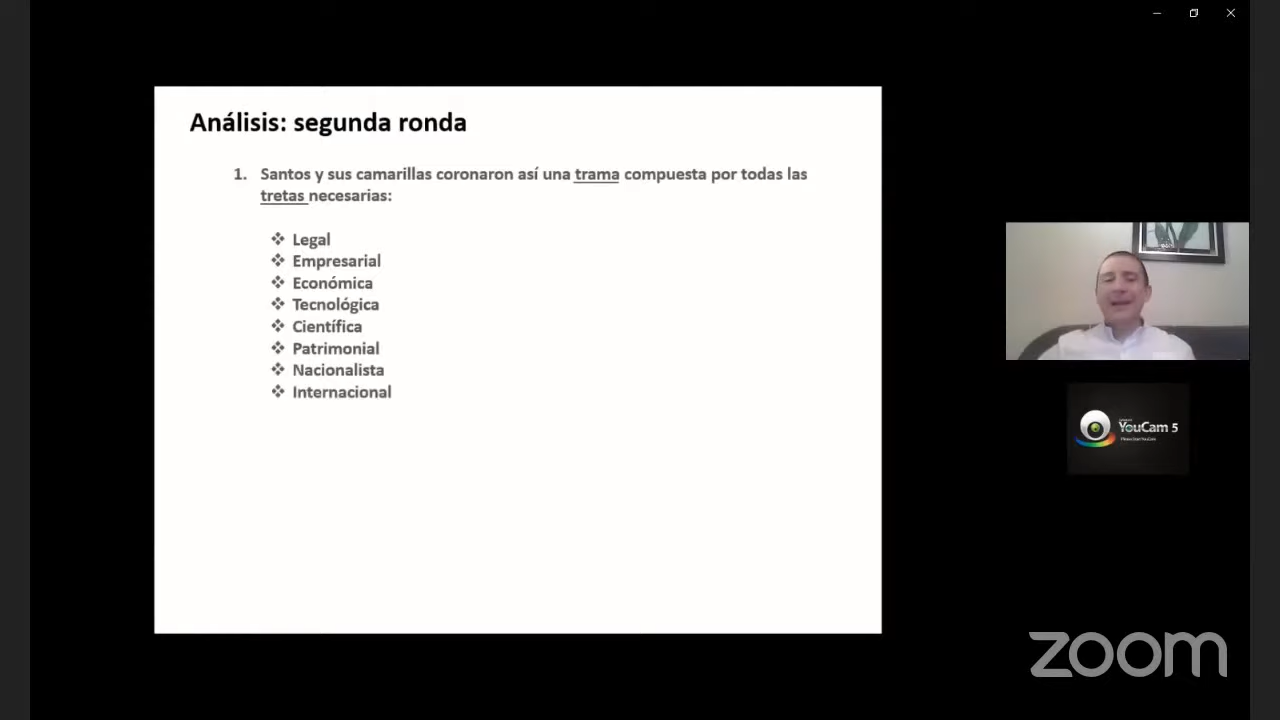 Análisis: segunda ronda
1. Santos y sus camarillas coronaron así una trama compuesta por todas las
tretas necesarias:
❖ Legal
❖ Empresarial
❖ Económica
❖ Tecnológica
❖ Científica
❖ Patrimonial
❖ Nacionalista
❖ Internacional
YouCam 5
zoom